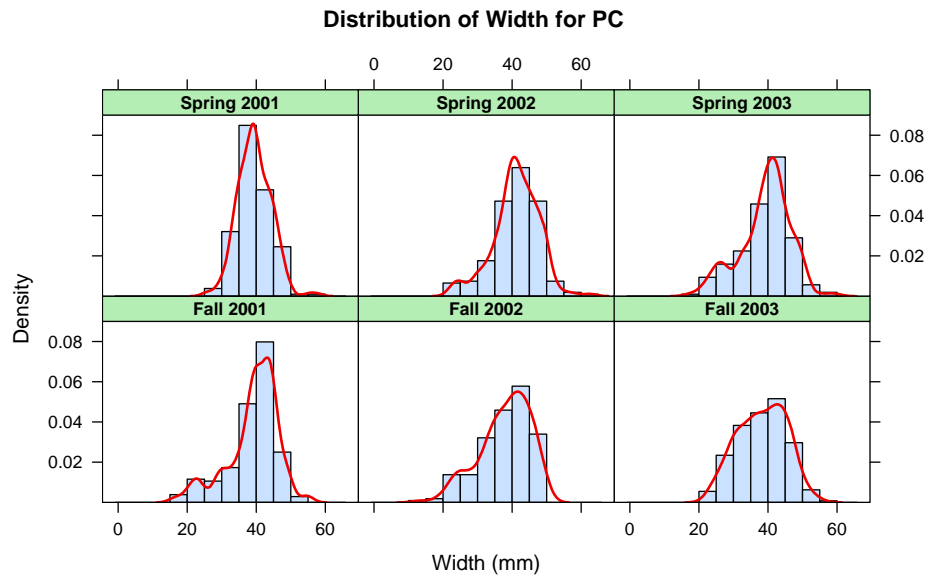 Distribution of Width for PC
0 20 40 60
Spring 2001 Spring 2002 Spring 2003
0.08
0.06
0.04
0.02
Density
Fall 2001 Fall 2002 Fall 2003
0.08
0.06
0.04
0.02
0 20 40 60 0 20 40 60
Width (mm)